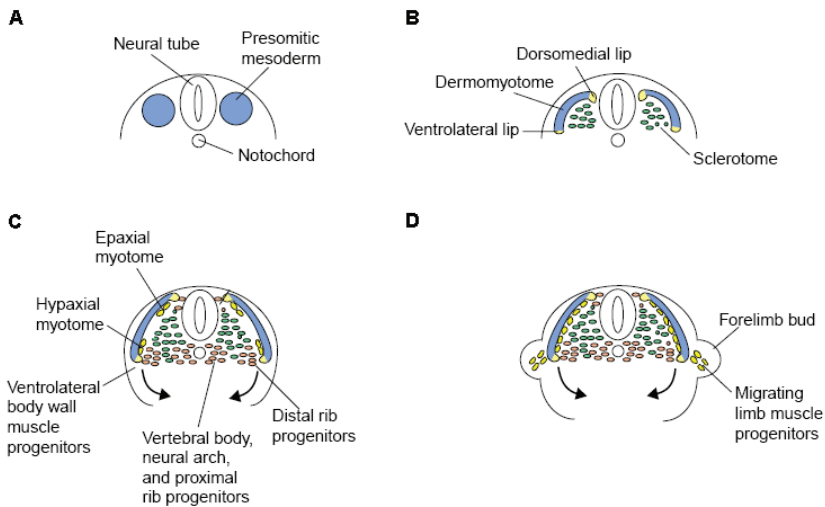 A
Neural tube
Presomitic
mesoderm
Notochord
B
Dorsomedial lip
Dermomyotome
Ventrolateral lip
Sclerotome
C
Epaxial
myotome
Hypaxial
myotome
Ventrolateral
body wall
muscle
progenitors
Vertebral body,
neural arch,
and proximal
rib progenitors
Distal rib
progenitors
D
Forelimb bud
Migrating
limb muscle
progenitors